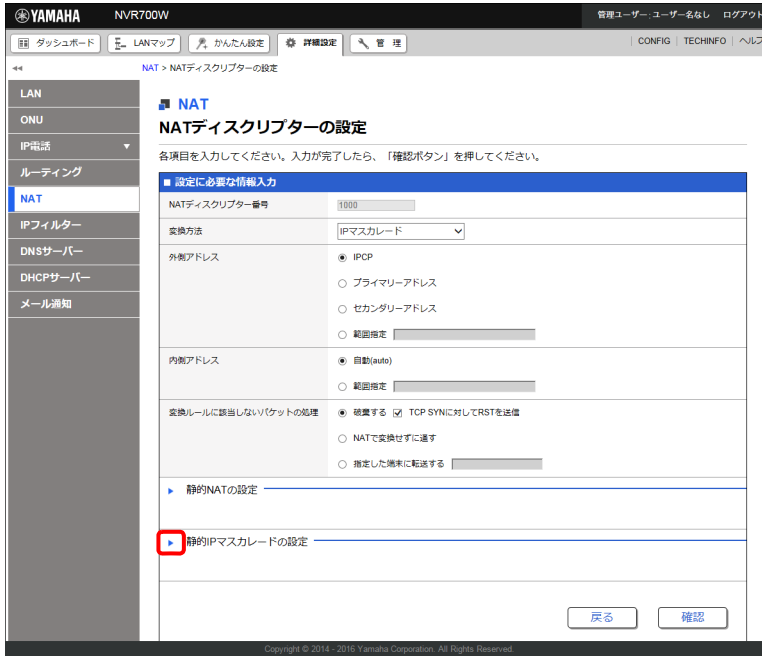 YAMAHA NVR700W 管理ユーザー：ユーザー名なし ログアウト
ダッシュボード LANマップ かんたん設定 詳細設定 管 理 CONFIG TECHINFO ヘルプ
NAT > NATディスクリプターの設定
LAN
ONU
IP電話
ルーティング
NAT
IPフィルター
DNSサーバー
DHCPサーバー
メール通知
NAT
NATディスクリプターの設定
各項目を入力してください。入力が完了したら、「確認ボタン」を押してください。
■ 設定に必要な情報入力
NATディスクリプター番号 1000
変換方法 IPマスカレード
外側アドレス IPCP
プライマリーアドレス
セカンダリーアドレス
範囲指定
内側アドレス 自動(auto)
範囲指定
変換ルールに該当しないパケットの処理 破棄する TCP SYNに対してRSTを送信
NATで変換せずに通す
指定した端末に転送する
静的NATの設定
静的IPマスカレードの設定
戻る 確認
Copyright © 2014 - 2016 Yamaha Corporation. All Rights Reserved.